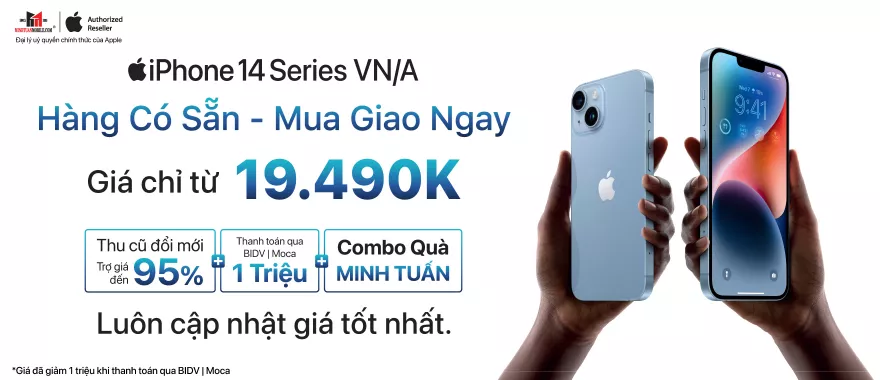 MINHTUANMOBILE.COM
Authorized
Reseller
Đại lý uỷ quyền chính thức của Apple
iPhone 14 Series VN/A
Hàng Có Sẵn - Mua Giao Ngay
Giá chỉ từ 19.490K
Thu cũ đổi mới
Trợ giá đến 95%
+
Thanh toán qua
BIDV | Moca
1 Triệu
+
Combo Quà
MINH TUẤN
Luôn cập nhật giá tốt nhất.
*Giá đã giảm 1 triệu khi thanh toán qua BIDV | Moca
9:41